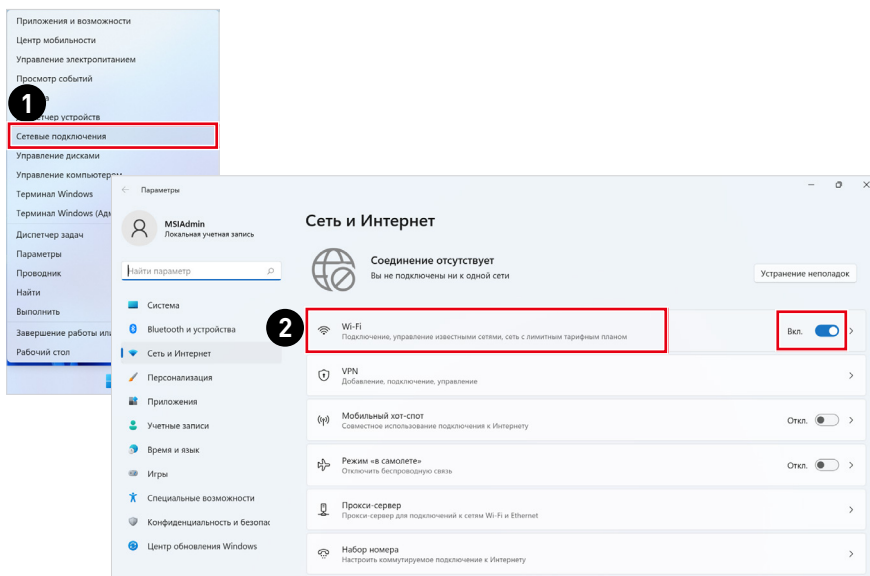 Приложения и возможности
Центр мобильности
Управление электропитанием
Просмотр событий
1
устройств
Сетевые подключения
Управление дисками
Управление компьютером
Терминал Windows
Терминал Windows
Диспетчер задач
Параметры
Проводник
Найти
Выполнить
Завершение работы или
Рабочий стол
Параметры
MSIAdmin
Локальная учетная запись
Найти параметр
Система
Bluetooth и устройства
Сеть и Интернет
Персонализация
Приложения
Учетные записи
Время и язык
Игры
Специальные возможности
Конфиденциальность и безопас
Центр обновления Windows
Сеть и Интернет
Соединение отсутствует
Вы не подключены ни к одной сети
Устранение неполадок
2
Wi-Fi
Подключение, управление известными сетями, сеть с лимитным тарифным планом
Вкл.
VPN
Добавление, подключение, управление
Мобильный хот-спот
Совместное использование подключения к Интернету
Откл.
Режим «в самолете»
Отключить беспроводную связь
Откл.
Прокси-сервер
Прокси-сервер для подключений к сетям Wi-Fi и Ethernet
Набор номера
Настроить коммутируемое подключение к Интернету